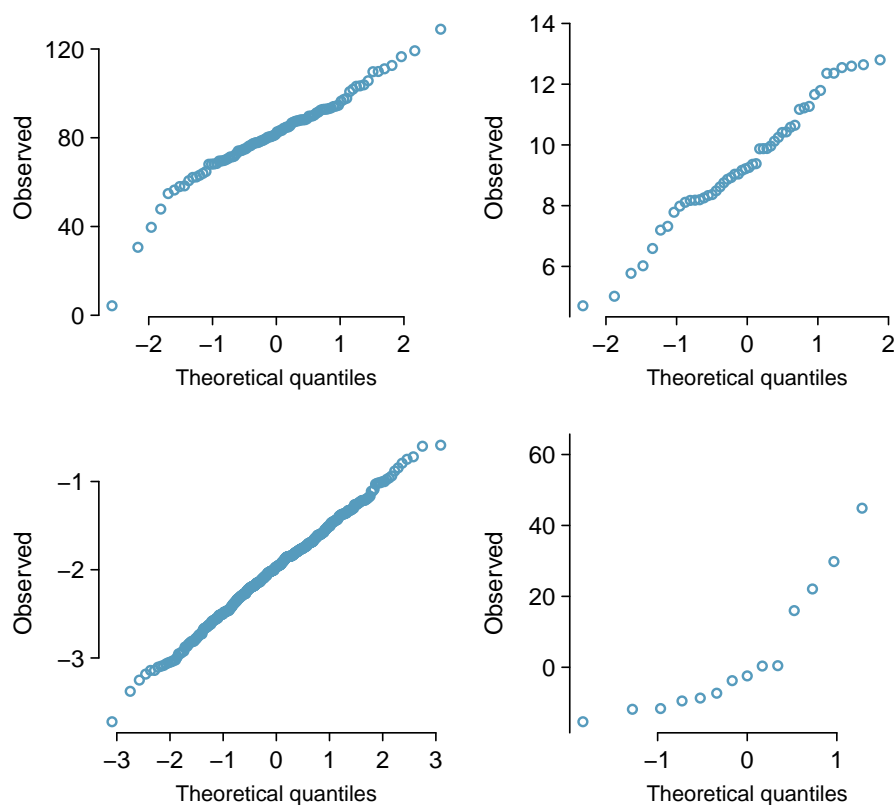 120
80
40
0
Observed
−2 −1 0 1 2
Theoretical quantiles
14
12
10
8
6
Observed
−2 −1 0 1 2
Theoretical quantiles
−1
−2
−3
Observed
−3 −2 −1 0 1 2 3
Theoretical quantiles
60
40
20
0
Observed
−1 0 1
Theoretical quantiles